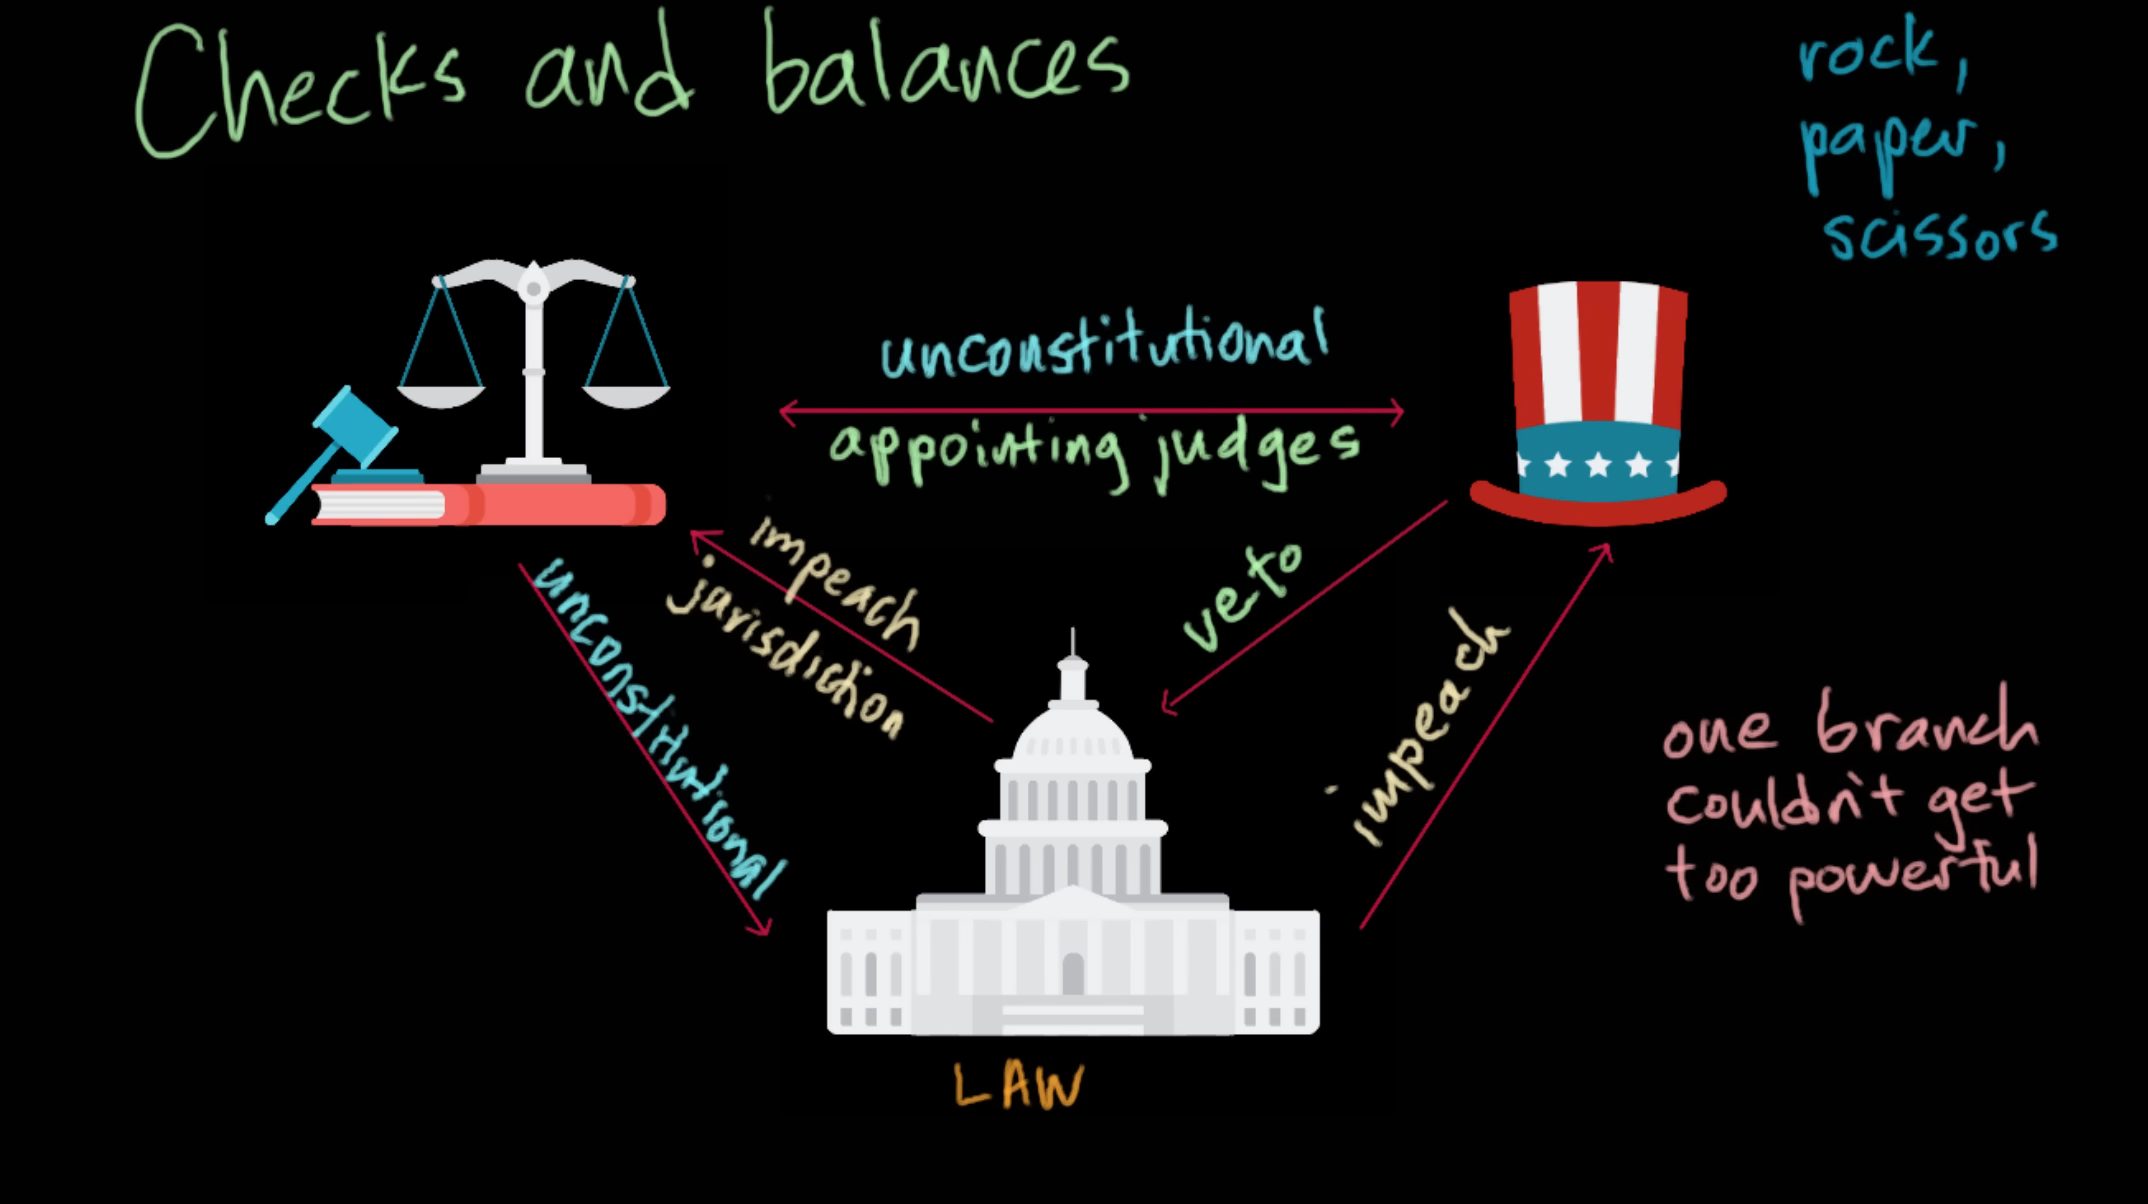 Checks and balances
rock,
paper,
scissors
unconstitutional
appointing judges
impeach
jurisdiction
unconstitutional
veto
impeach
one branch
couldn't get
too powerful
LAW